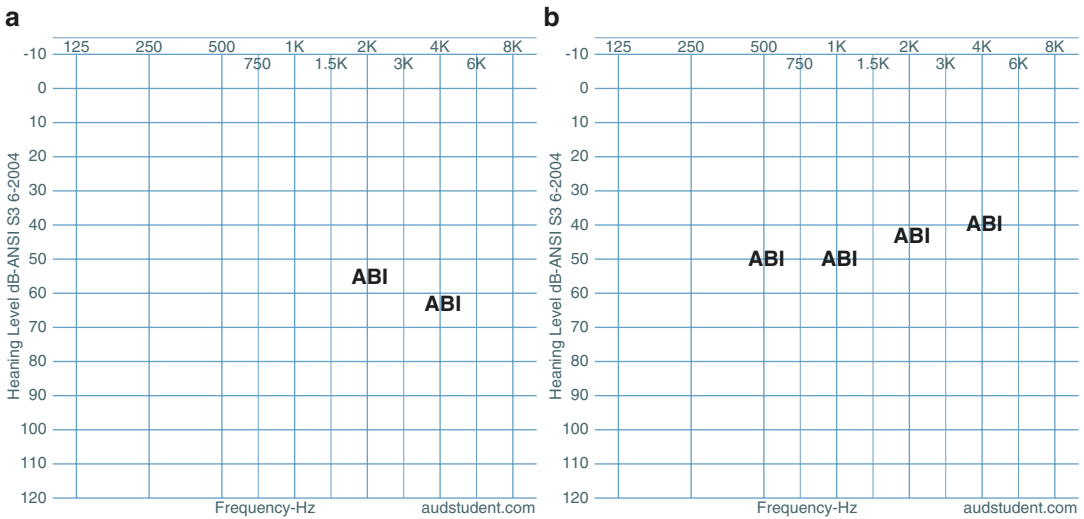 a
125 250 500 1K 2K 4K 8K
750 1.5K 3K 6K
-10
0
10
20
30
40
50
60
70
80
90
100
110
120
Heaning Level dB-ANSI S3 6-2004
ABI
ABI
Frequency-Hz audstudent.com
b
125 250 500 1K 2K 4K 8K
750 1.5K 3K 6K
-10
0
10
20
30
40
50
60
70
80
90
100
110
120
Heaning Level dB-ANSI S3 6-2004
ABI
ABI
ABI ABI
Frequency-Hz audstudent.com